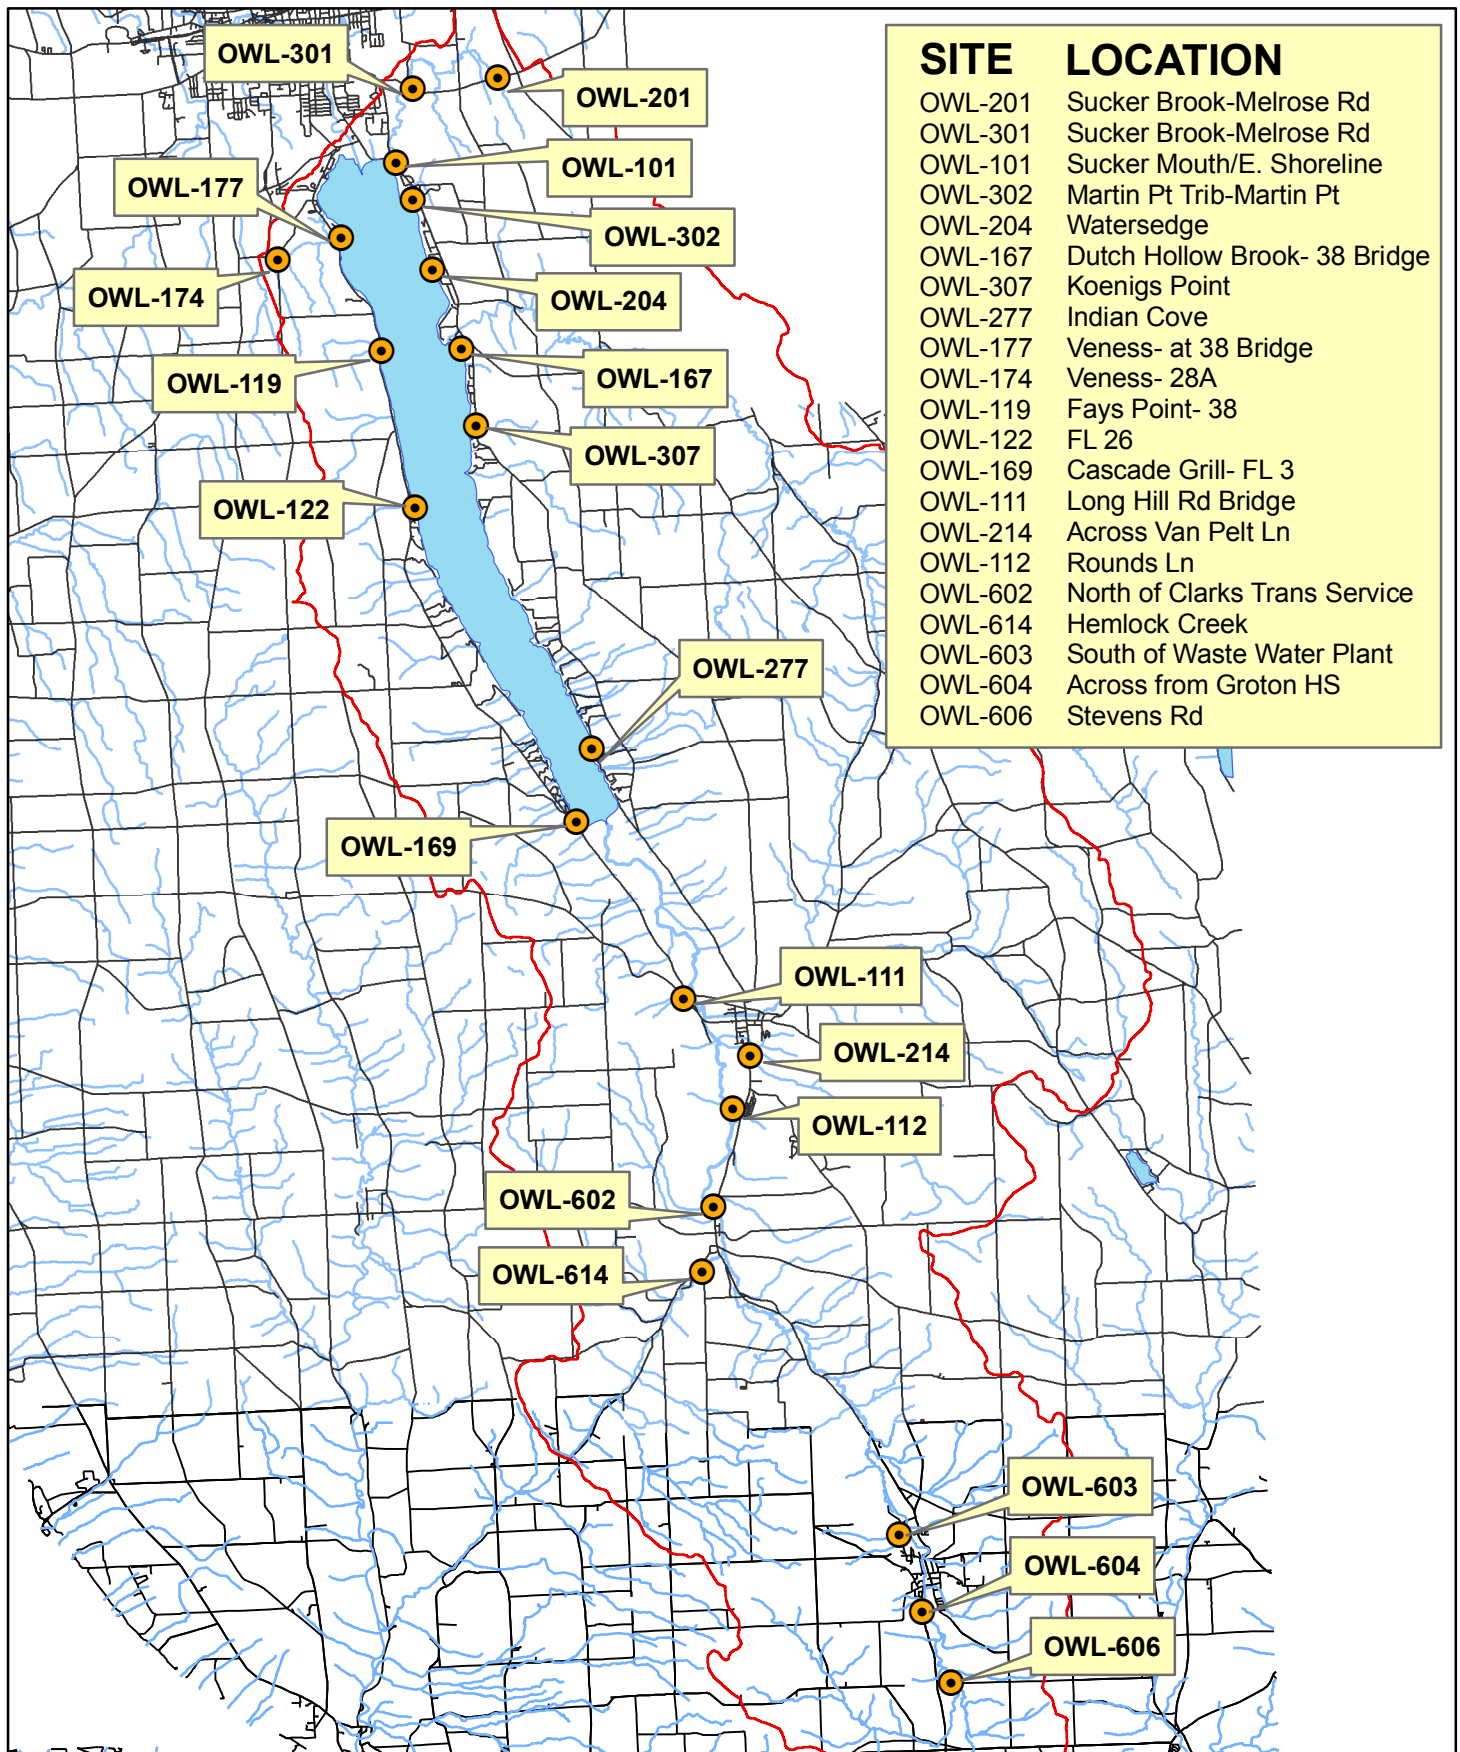 SITE LOCATION
OWL-201 Sucker Brook-Melrose Rd
OWL-301 Sucker Brook-Melrose Rd
OWL-101 Sucker Mouth/E. Shoreline
OWL-302 Martin Pt Trib-Martin Pt
OWL-204 Watersedge
OWL-167 Dutch Hollow Brook- 38 Bridge
OWL-307 Koenigs Point
OWL-277 Indian Cove
OWL-177 Veness- at 38 Bridge
OWL-174 Veness- 28A
OWL-119 Fays Point- 38
OWL-122 FL 26
OWL-169 Cascade Grill- FL 3
OWL-111 Long Hill Rd Bridge
OWL-214 Across Van Pelt Ln
OWL-112 Rounds Ln
OWL-602 North of Clarks Trans Service
OWL-614 Hemlock Creek
OWL-603 South of Waste Water Plant
OWL-604 Across from Groton HS
OWL-606 Stevens Rd
OWL-301
OWL-201
OWL-101
OWL-177
OWL-302
OWL-174
OWL-204
OWL-119
OWL-167
OWL-307
OWL-122
OWL-277
OWL-169
OWL-111
OWL-214
OWL-112
OWL-602
OWL-614
OWL-603
OWL-604
OWL-606